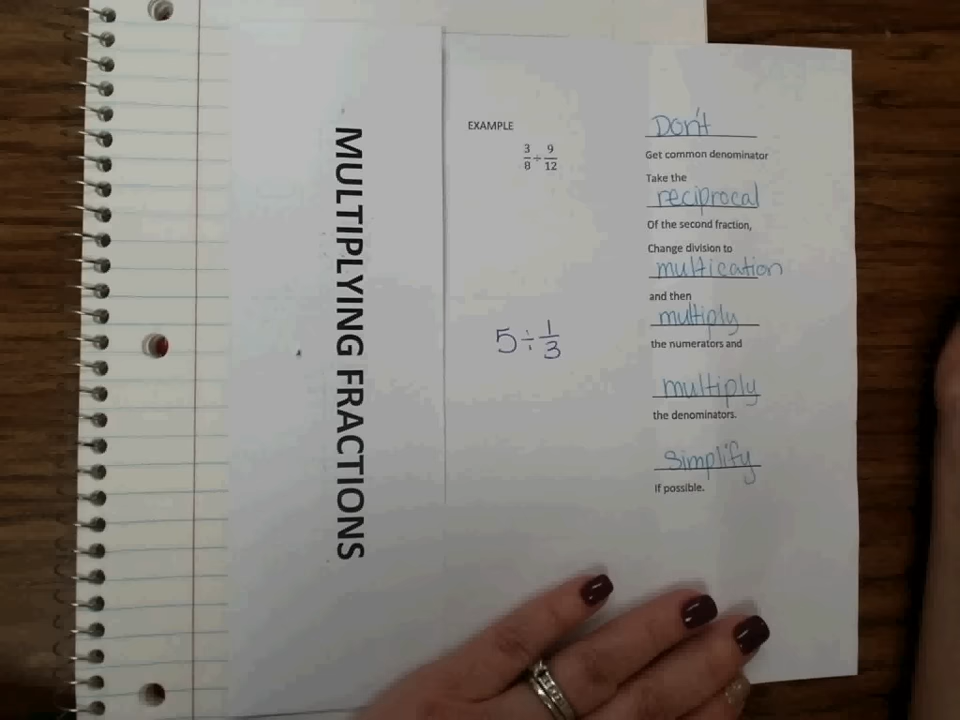 MULTIPLYING FRACTIONS
EXAMPLE
3/8 ÷ 9/12
5 ÷ 1/3
Don't
Get common denominator
Take the
reciprocal
Of the second fraction,
Change division to
multication
and then
multiply
the numerators and
multiply
the denominators.
Simplify
If possible.